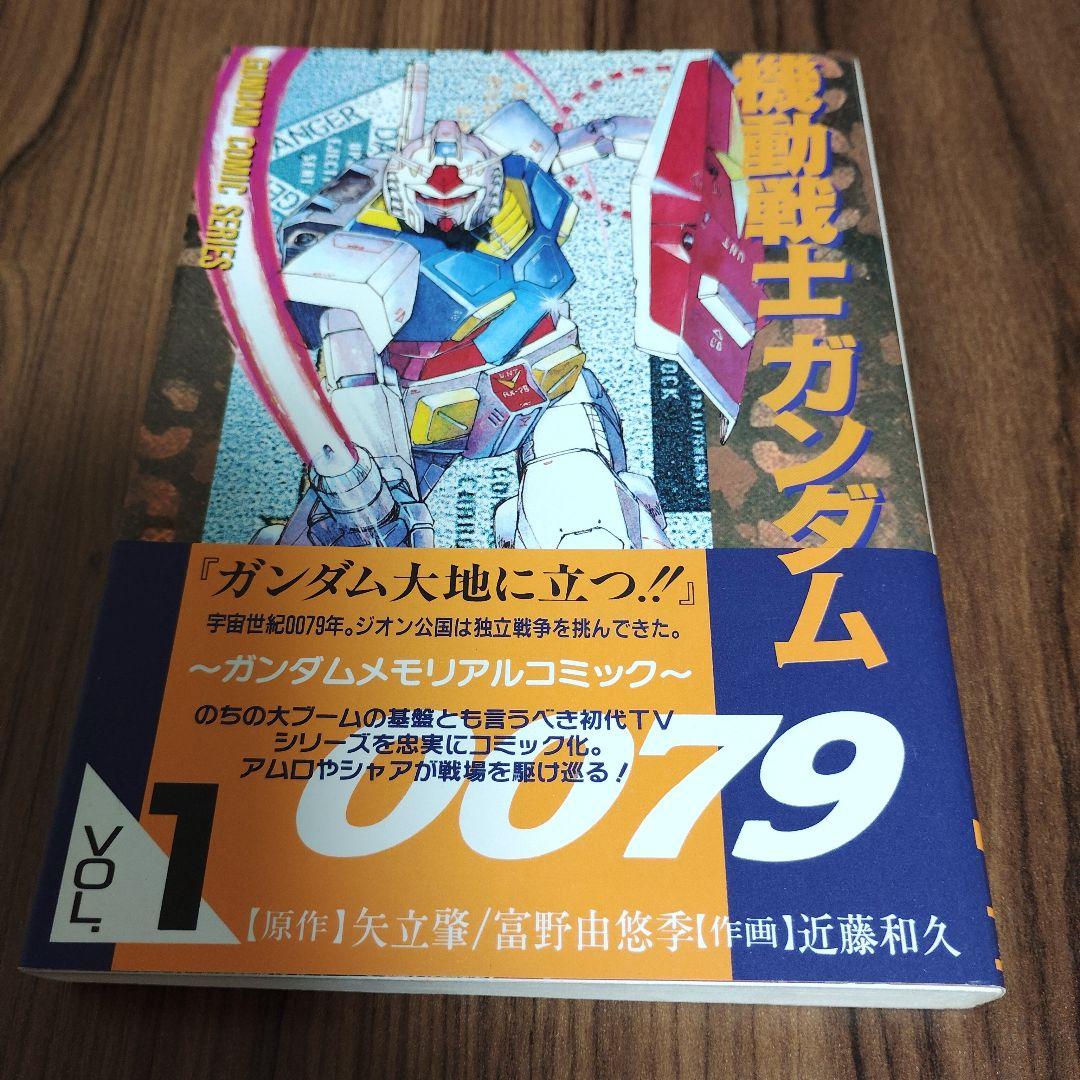 機動戦士ガンダム
GUNDAM COMIC SERIES
DANGER
U.N.T
RX-78
『ガンダム大地に立つ!!』
宇宙世紀0079年。ジオン公国は独立戦争を挑んできた。
〜ガンダムメモリアルコミック〜
のちの大ブームの基盤とも言うべき初代TV
シリーズを忠実にコミック化。
アムロやシャアが戦場を駆け巡る!
0079
VOL.
1
【原作】矢立肇/富野由悠季【作画】近藤和久